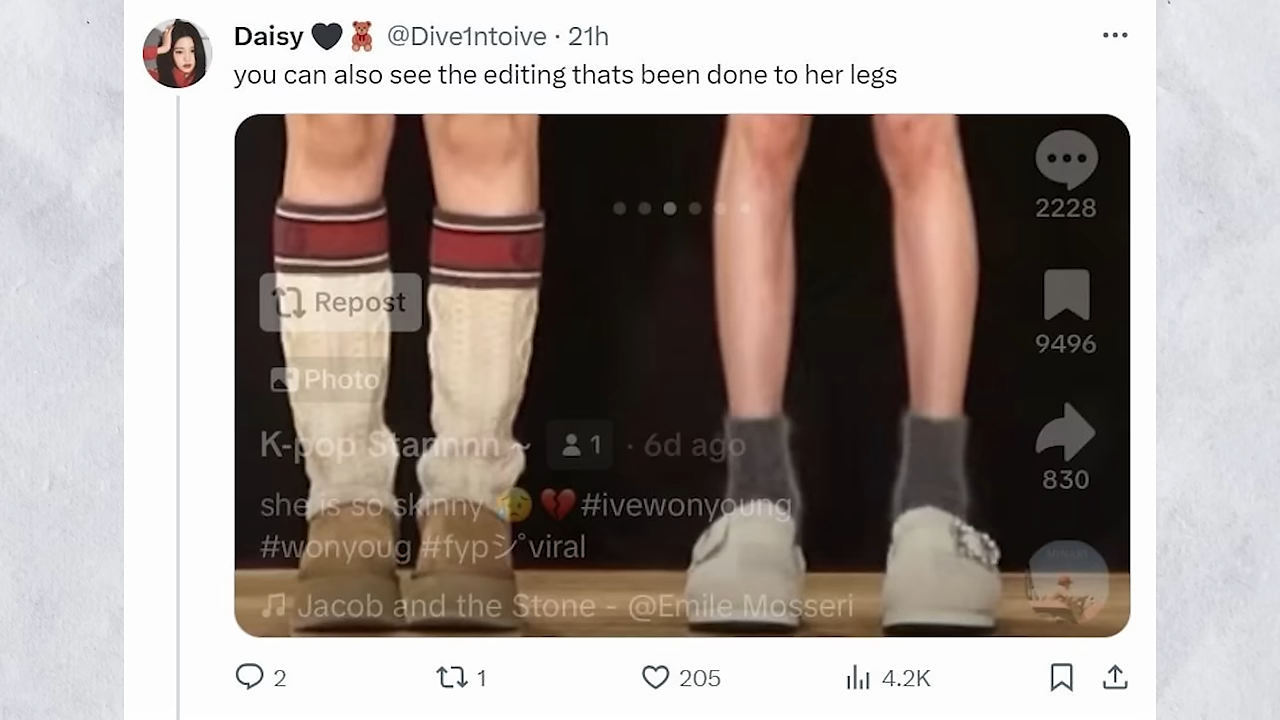 Daisy 🖤🧸 @Dive1ntoive · 21h
you can also see the editing thats been done to her legs
2228
Repost
9496
Photo
K-pop Stannnn ~ 1 · 6d ago
830
she is so skinny 😥💔 #ivewonyoung
#wonyoug #fypシ゚viral
MINARI
Jacob and the Stone - @Emile Mosseri
2 1 205 4.2K